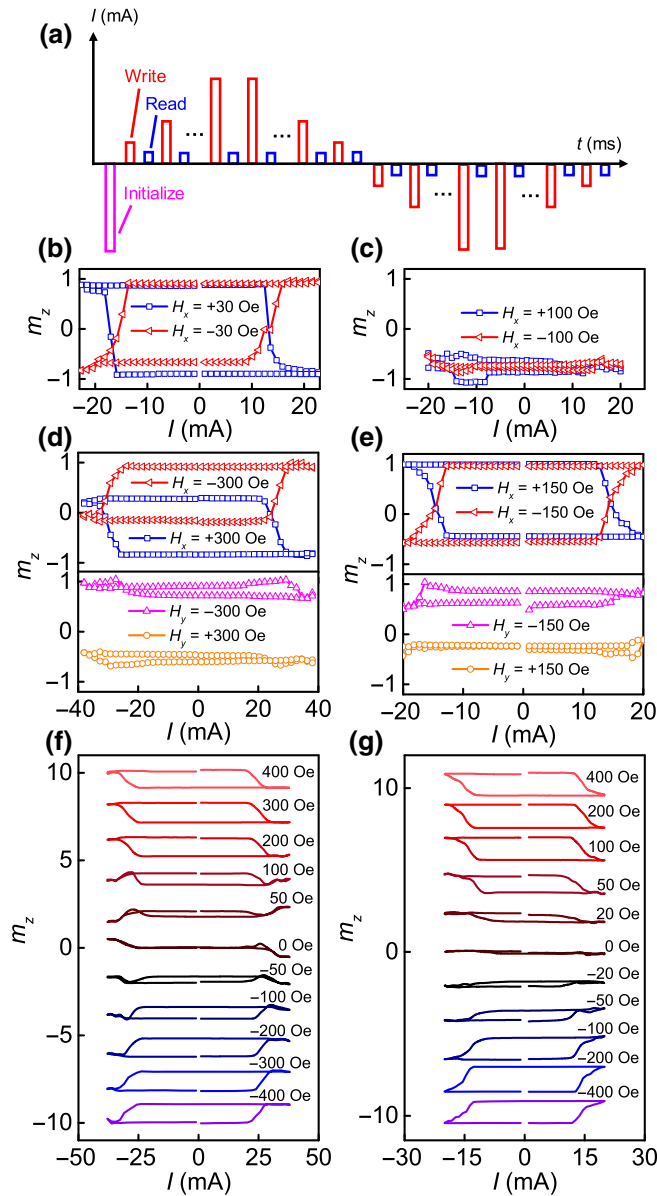 (a)
I (mA)
Write
Read
...
...
t (ms)
Initialize
...
...
(b)
(c)
1
0
−1
m_z
H_x = +30 Oe
H_x = −30 Oe
−20 −10 0 10 20
I (mA)
1
0
−1
H_x = +100 Oe
H_x = −100 Oe
−20 −10 0 10 20
I (mA)
(d)
(e)
1
0
−1
1
0
−1
m_z
H_x = −300 Oe
H_x = +300 Oe
H_y = −300 Oe
H_y = +300 Oe
−40 −20 0 20 40
I (mA)
1
0
−1
1
0
−1
H_x = +150 Oe
H_x = −150 Oe
H_y = −150 Oe
H_y = +150 Oe
−20 −10 0 10 20
I (mA)
(f)
(g)
10
5
0
−5
−10
m_z
400 Oe
300 Oe
200 Oe
100 Oe
50 Oe
0 Oe
−50 Oe
−100 Oe
−200 Oe
−300 Oe
−400 Oe
−50 −25 0 25 50
I (mA)
10
0
−10
m_z
400 Oe
200 Oe
100 Oe
50 Oe
20 Oe
0 Oe
−20 Oe
−50 Oe
−100 Oe
−200 Oe
−400 Oe
−30 −15 0 15 30
I (mA)